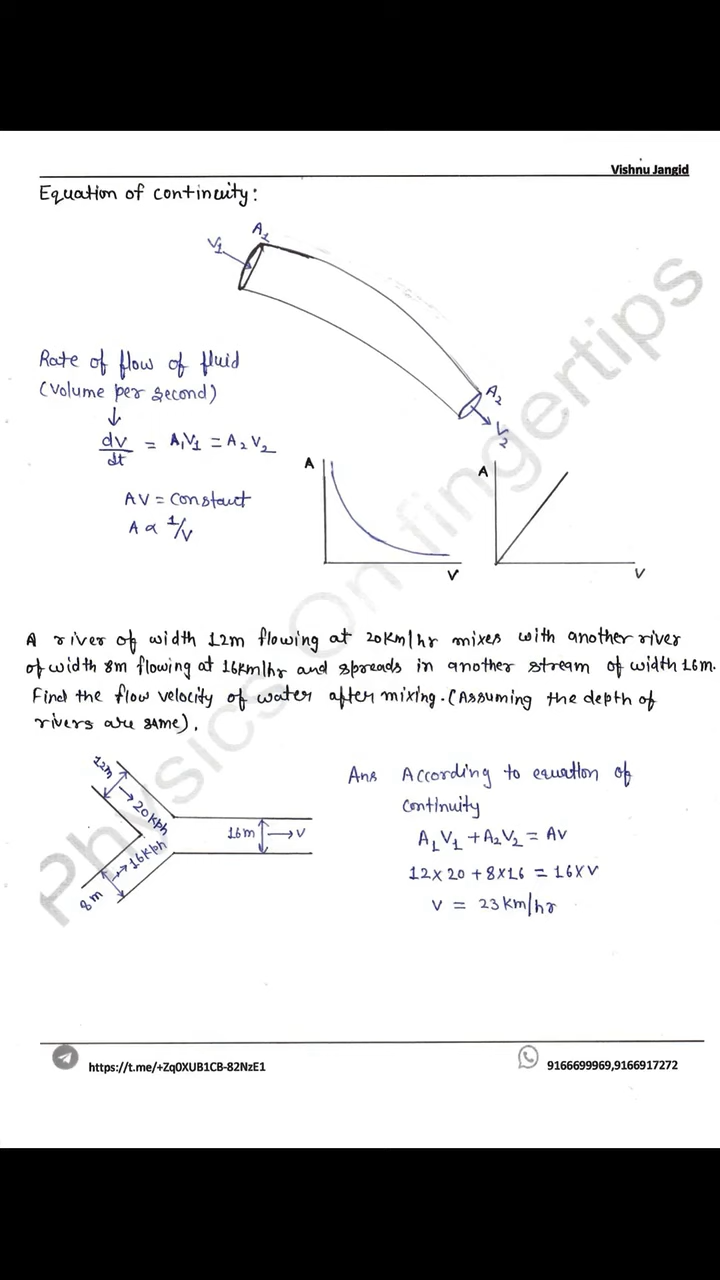 Vishnu Jangid
Equation of continuity:
A₁
V₁
Rate of flow of fluid
(Volume per second)
↓
dv/dt = A₁V₁ = A₂V₂
A₂
V₂
AV = constant
A ∝ 1/V
A
V
A
V
A river of width 12m flowing at 20Km/hr mixes with another river
of width 8m flowing at 16Km/hr and spreads in another stream of width 16m.
Find the flow velocity of water after mixing. (Assuming the depth of
rivers are same).
12m
→ 20kph
→ 16kph
8m
16m → V
Ans According to equation of
continuity
A₁V₁ + A₂V₂ = AV
12×20 + 8×16 = 16×V
V = 23 Km/hr
Physics On fingertips
https://t.me/+Zq0XUB1CB-82NzE1
9166699969,9166917272